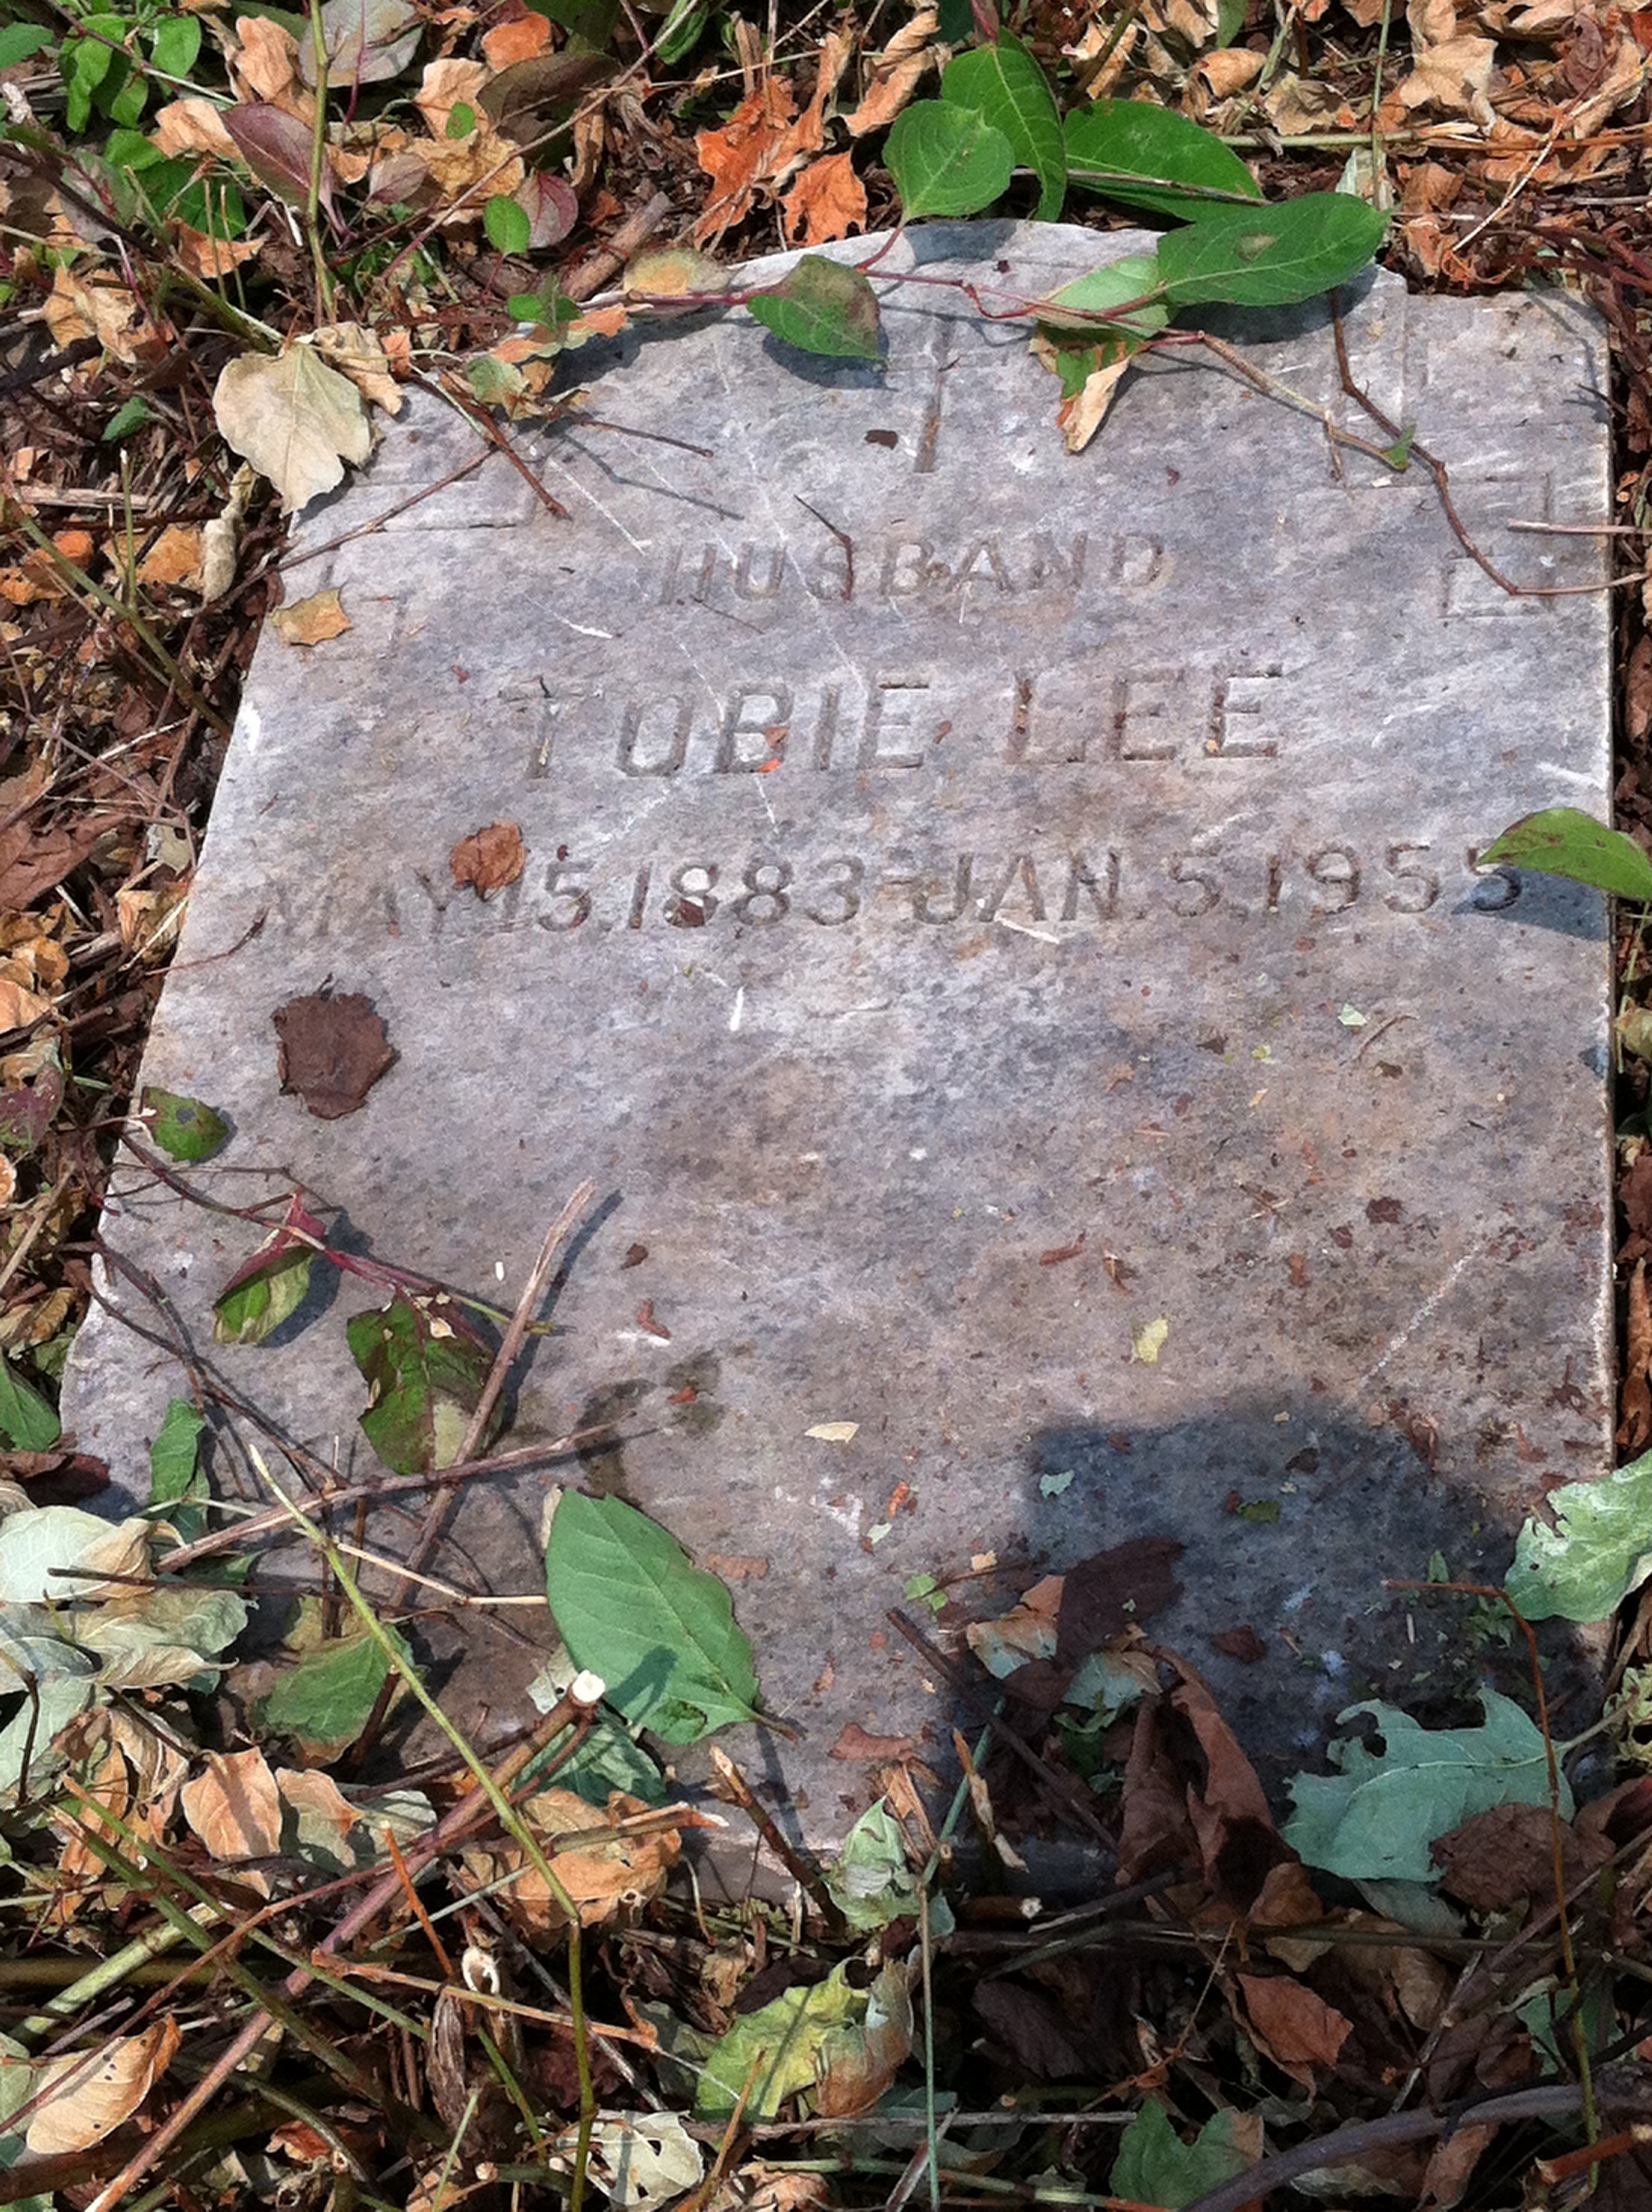 HUSBAND
TOBIE LEE
MAY 15, 1883 - JAN. 5, 1955